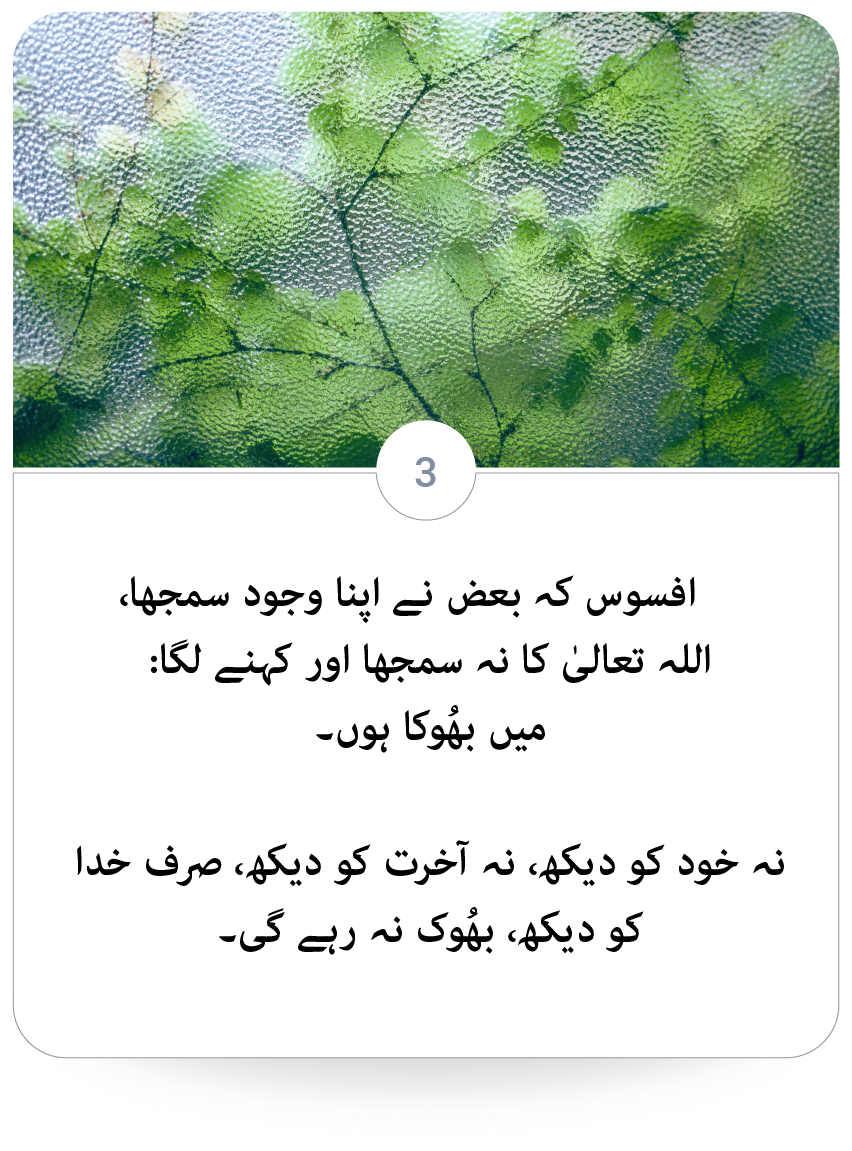 3
افسوس کہ بعض نے اپنا وجود سمجھا،
اللہ تعالیٰ کا نہ سمجھا اور کہنے لگا:
میں بھُوکا ہوں۔
نہ خود کو دیکھ، نہ آخرت کو دیکھ، صرف خدا
کو دیکھ، بھُوک نہ رہے گی۔